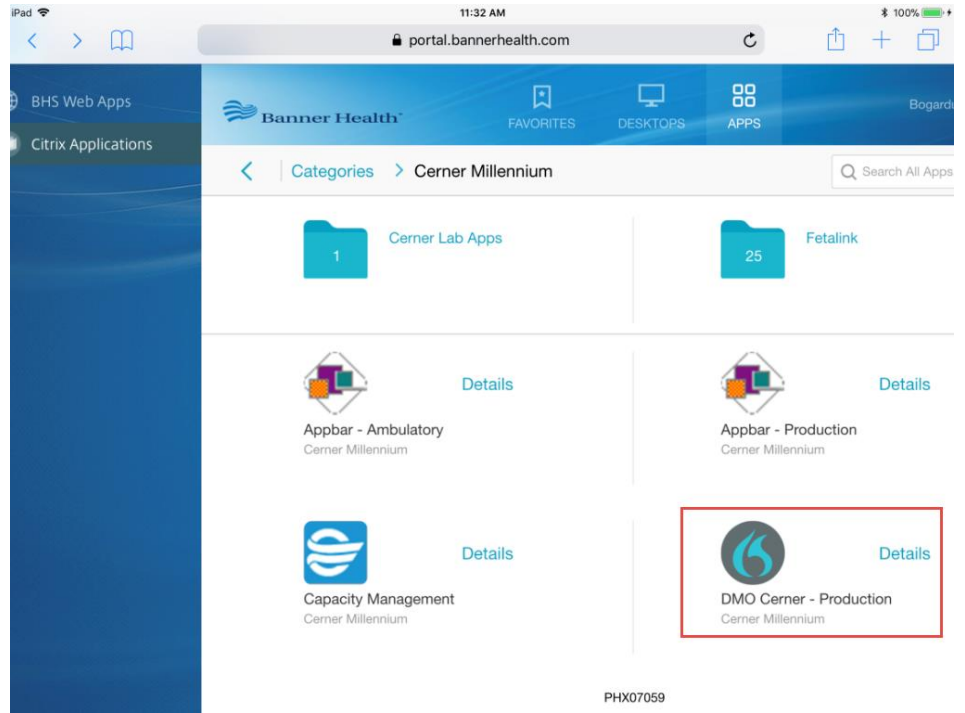 iPad 11:32 AM 100%
portal.bannerhealth.com
BHS Web Apps
Citrix Applications
Banner Health
FAVORITES DESKTOPS APPS
Bogardu
Categories > Cerner Millennium
Search All Apps
1 Cerner Lab Apps
25 Fetalink
Details
Appbar - Ambulatory
Cerner Millennium
Details
Appbar - Production
Cerner Millennium
Details
Capacity Management
Cerner Millennium
Details
DMO Cerner - Production
Cerner Millennium
PHX07059